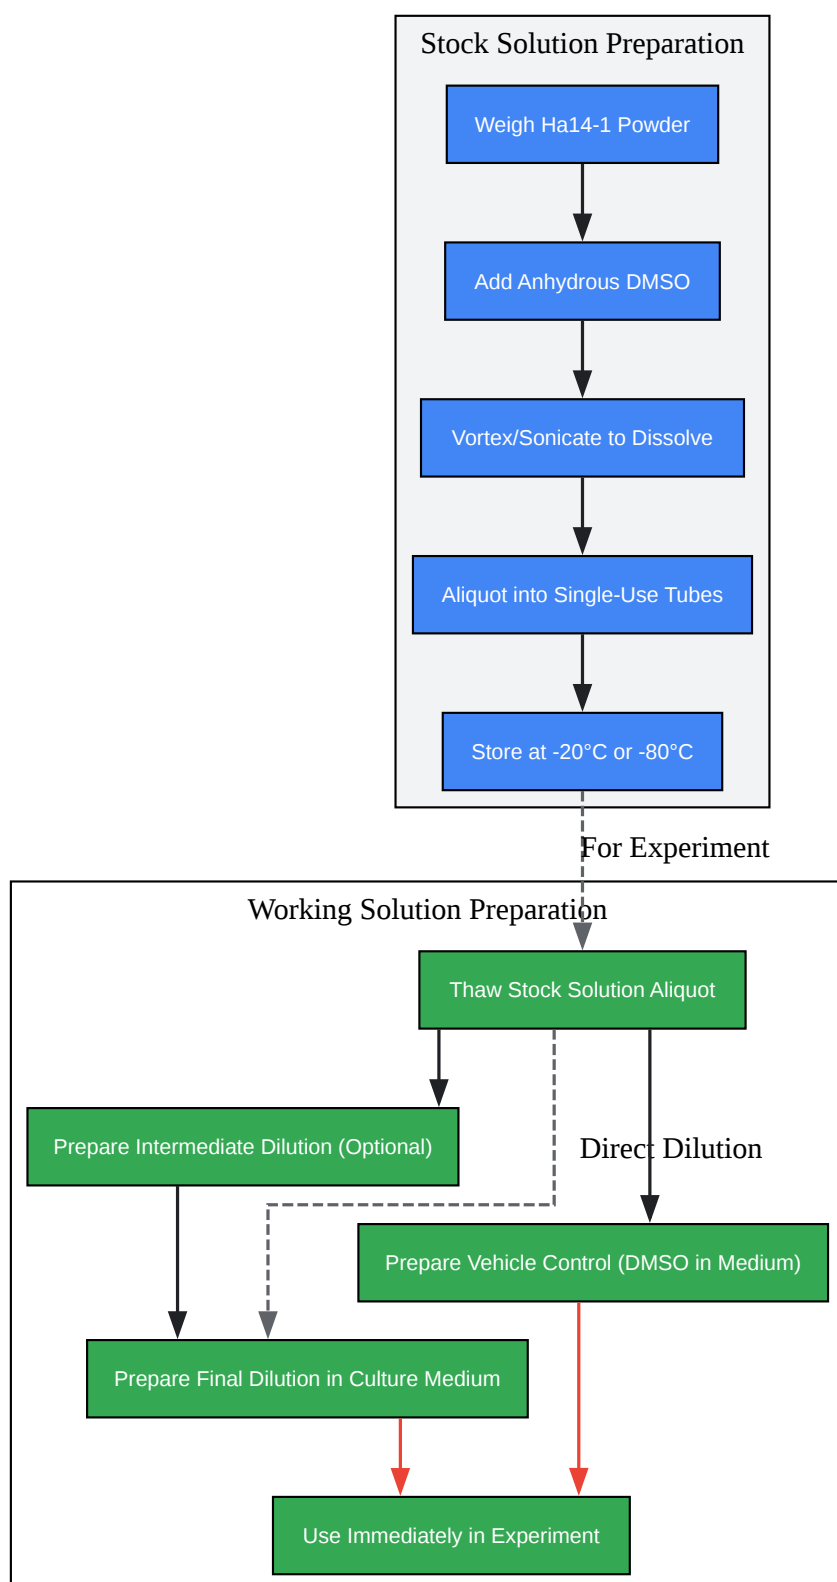 Stock Solution Preparation
Weigh Ha14-1 Powder
Add Anhydrous DMSO
Vortex/Sonicate to Dissolve
Aliquot into Single-Use Tubes
Store at -20°C or -80°C
For Experiment
Working Solution Preparation
Thaw Stock Solution Aliquot
Prepare Intermediate Dilution (Optional)
Direct Dilution
Prepare Vehicle Control (DMSO in Medium)
Prepare Final Dilution in Culture Medium
Use Immediately in Experiment